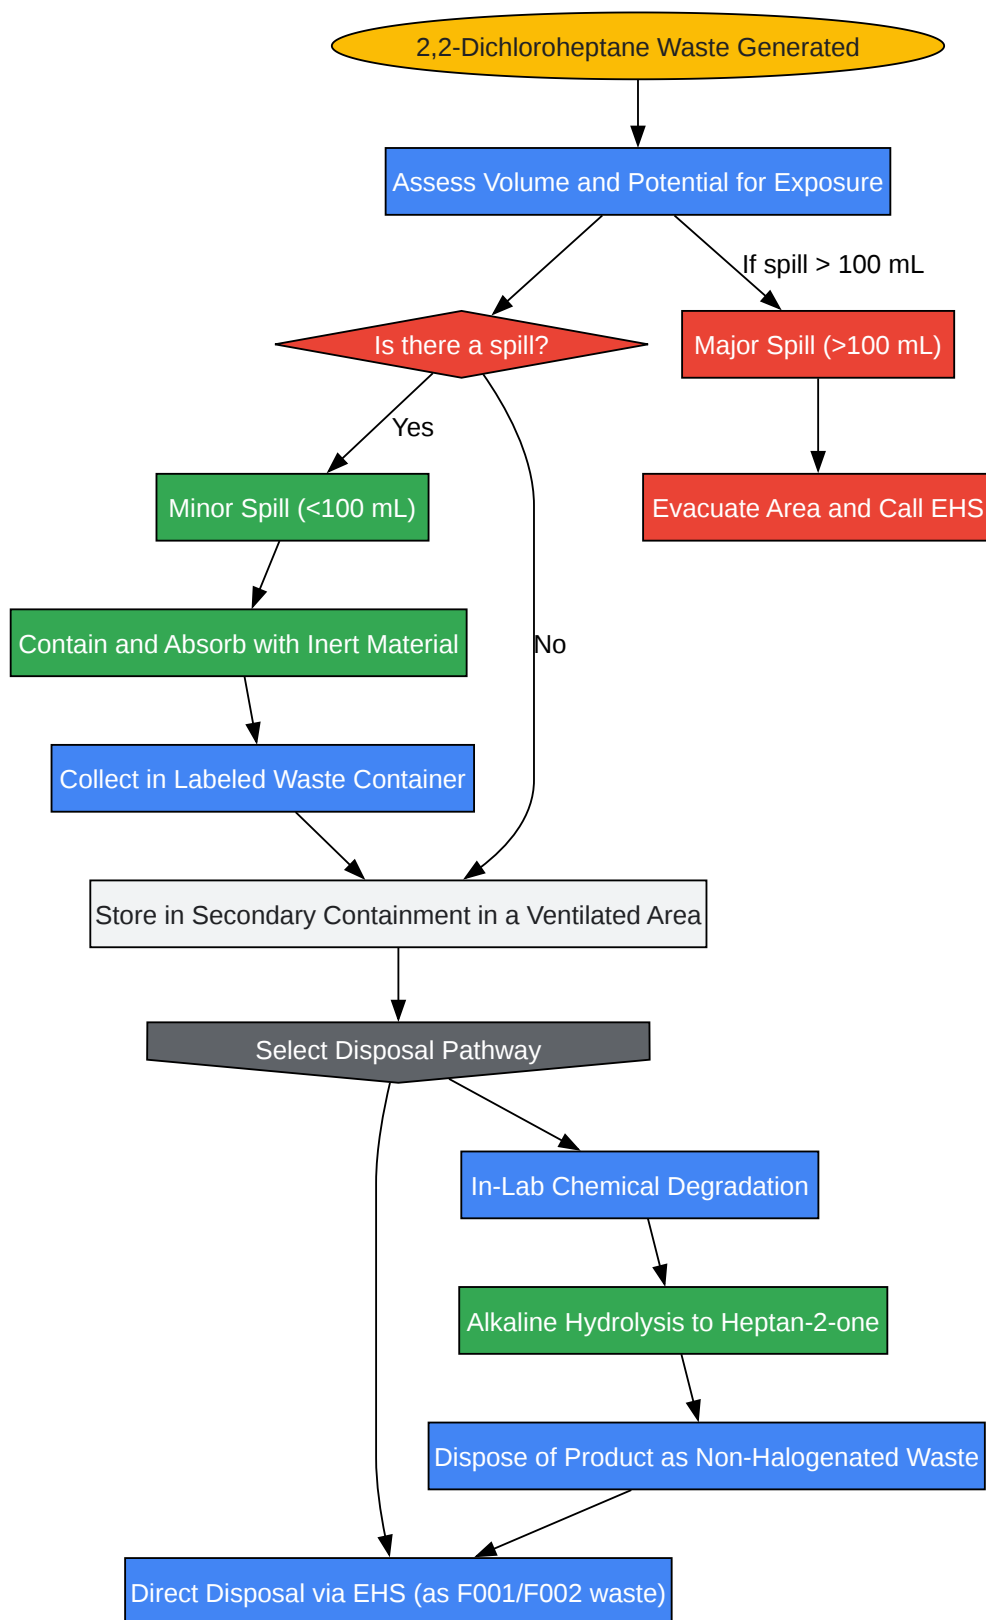 2,2-Dichloroheptane Waste Generated
Assess Volume and Potential for Exposure
If spill > 100 mL
Is there a spill?
Major Spill (>100 mL)
Yes
Minor Spill (<100 mL)
Evacuate Area and Call EHS
Contain and Absorb with Inert Material
No
Collect in Labeled Waste Container
Store in Secondary Containment in a Ventilated Area
Select Disposal Pathway
In-Lab Chemical Degradation
Alkaline Hydrolysis to Heptan-2-one
Dispose of Product as Non-Halogenated Waste
Direct Disposal via EHS (as F001/F002 waste)